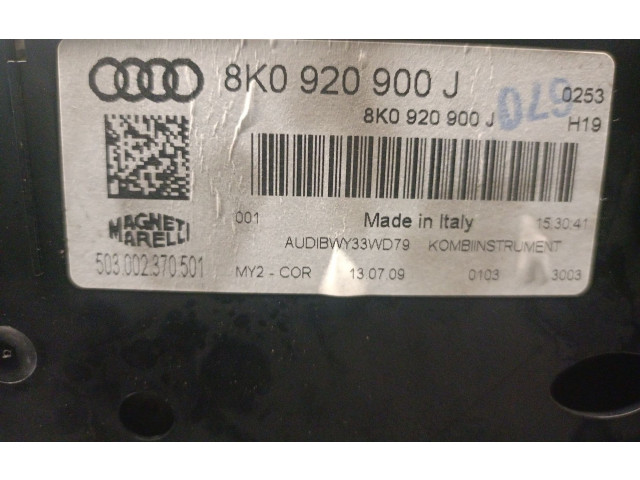 8K0 920 900 J
0253
8K0 920 900 J
H19
001 Made in Italy 15.30.41
AUDIBWY33WD79 KOMBIINSTRUMENT
MAGNETI
MARELLI
503.002.370.501
MY2 - COR 13.07.09 0103 3003